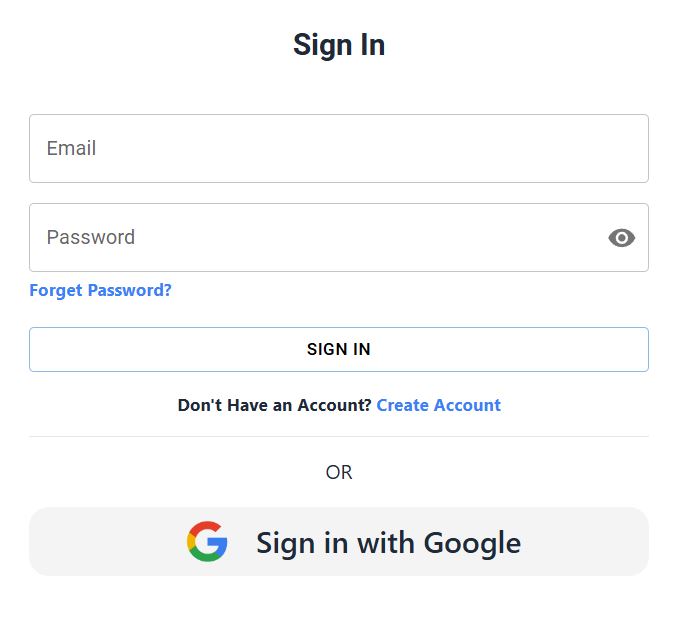 Sign In
Email
Password
Forget Password?
SIGN IN
Don't Have an Account? Create Account
OR
Sign in with Google